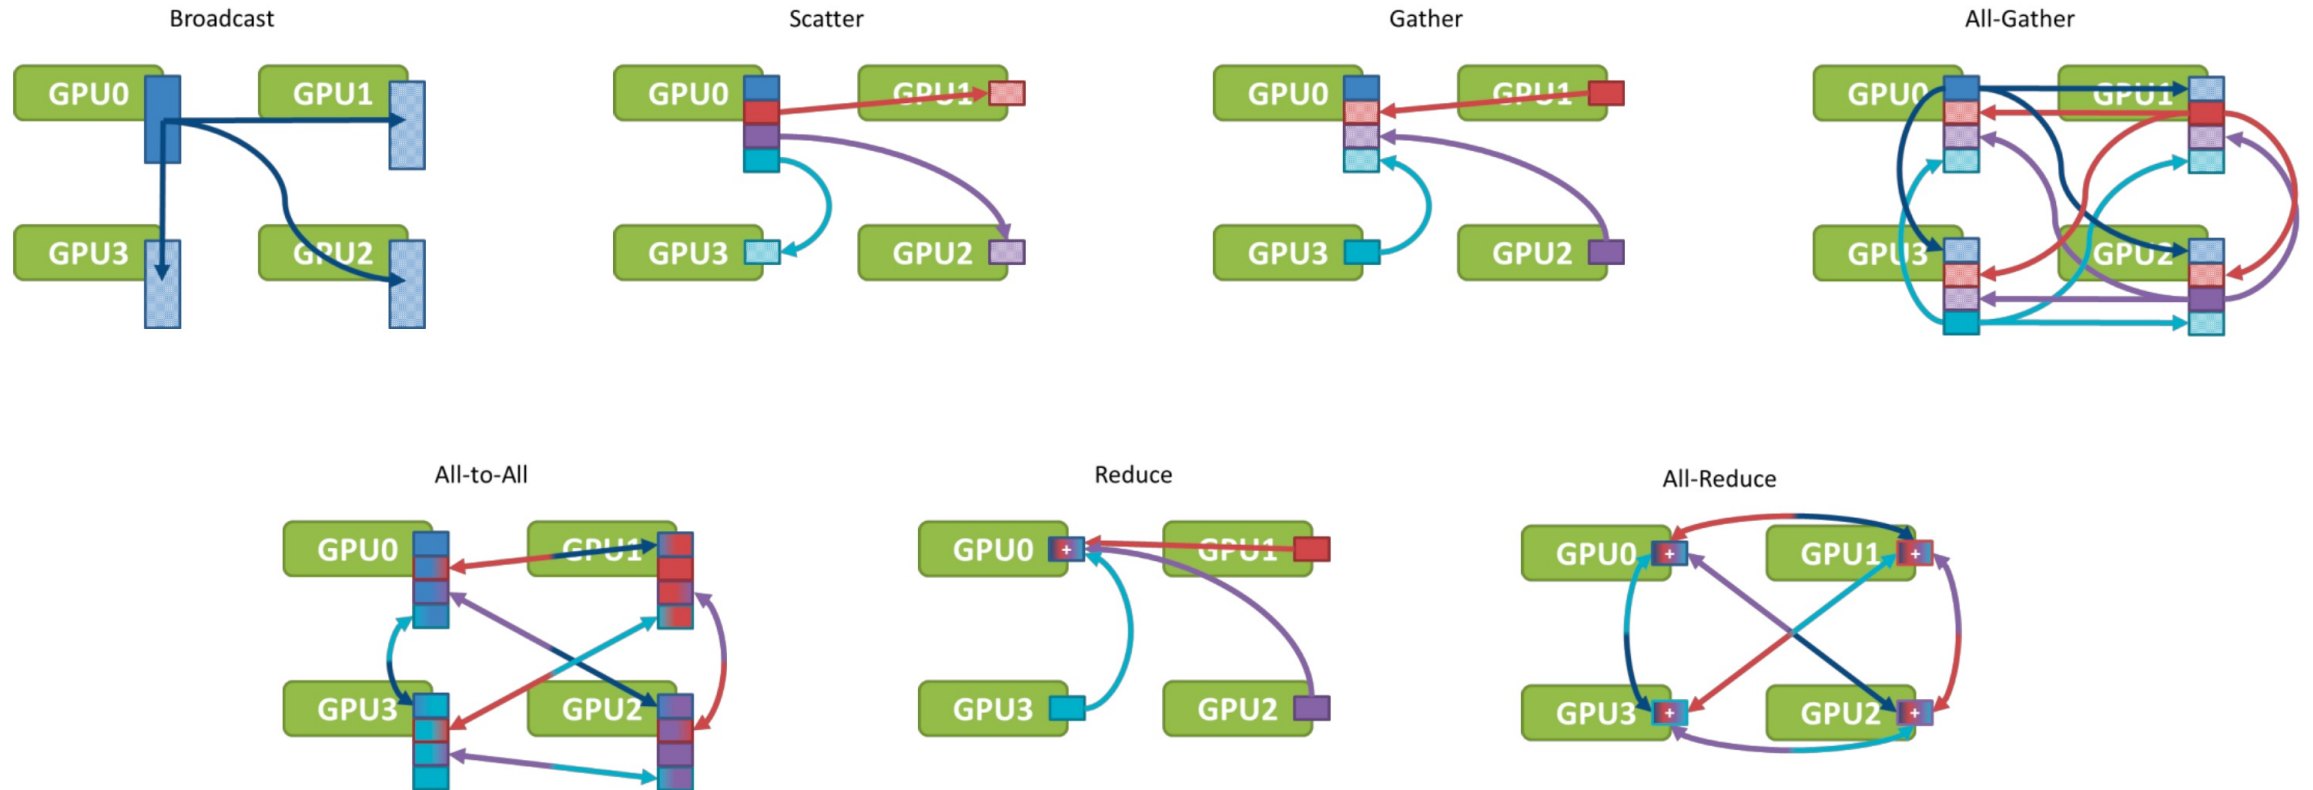 Broadcast
Scatter
Gather
All-Gather
GPU0
GPU1
GPU0
GPU1
GPU0
GPU1
GPU0
GPU1
GPU3
GPU2
GPU3
GPU2
GPU3
GPU2
GPU3
GPU2
All-to-All
Reduce
All-Reduce
GPU0
GPU1
GPU0
+
GPU1
GPU0
+
GPU1
+
GPU3
GPU2
GPU3
GPU2
GPU3
+
GPU2
+